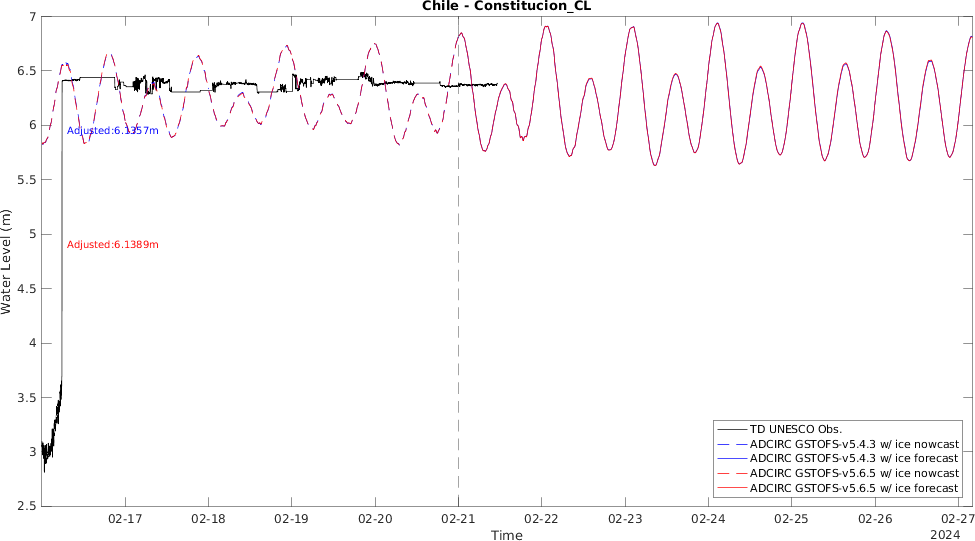 Chile - Constitucion_CL
7
6.5
6
5.5
5
4.5
4
3.5
3
2.5
Water Level (m)
Adjusted:6.1357m
Adjusted:6.1389m
TD UNESCO Obs.
ADCIRC GSTOFS-v5.4.3 w/ ice nowcast
ADCIRC GSTOFS-v5.4.3 w/ ice forecast
ADCIRC GSTOFS-v5.6.5 w/ ice nowcast
ADCIRC GSTOFS-v5.6.5 w/ ice forecast
02-17 02-18 02-19 02-20 02-21 02-22 02-23 02-24 02-25 02-26 02-27
Time
2024